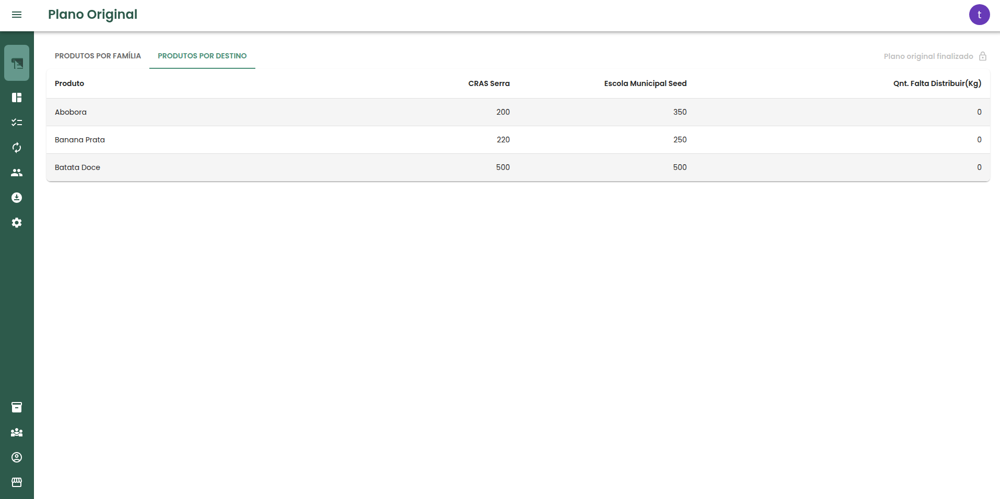 Plano Original
t
PRODUTOS POR FAMÍLIA PRODUTOS POR DESTINO
Plano original finalizado
Produto CRAS Serra Escola Municipal Seed Qnt. Falta Distribuir(Kg)
Abobora 200 350 0
Banana Prata 220 250 0
Batata Doce 500 500 0